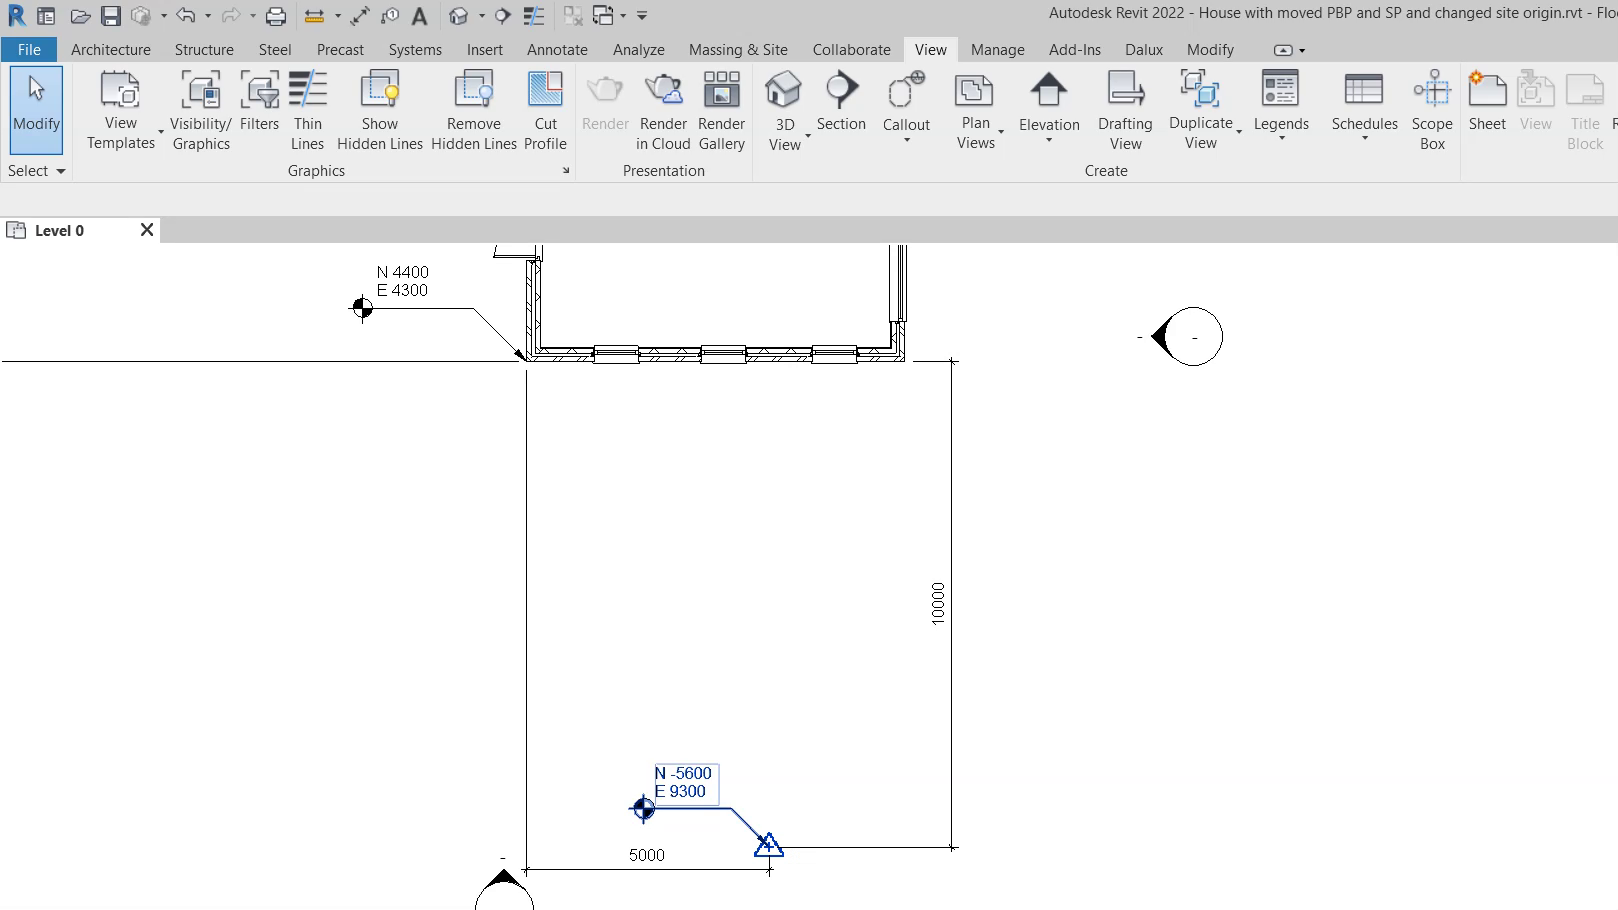 Autodesk Revit 2022 - House with moved PBP and SP and changed site origin.rvt - Floo
File Architecture Structure Steel Precast Systems Insert Annotate Analyze Massing & Site Collaborate View Manage Add-Ins Dalux Modify
Modify
View
Templates
Visibility/
Graphics
Filters
Thin
Lines
Show
Hidden Lines
Remove
Hidden Lines
Cut
Profile
Render
Render
in Cloud
Render
Gallery
3D
View
Section
Callout
Plan
Views
Elevation
Drafting
View
Duplicate
View
Legends
Schedules
Scope
Box
Sheet
View
Title
Block
R
Select
Graphics
Presentation
Create
Level 0
N 4400
E 4300
-
-
10000
N -5600
E 9300
5000
-